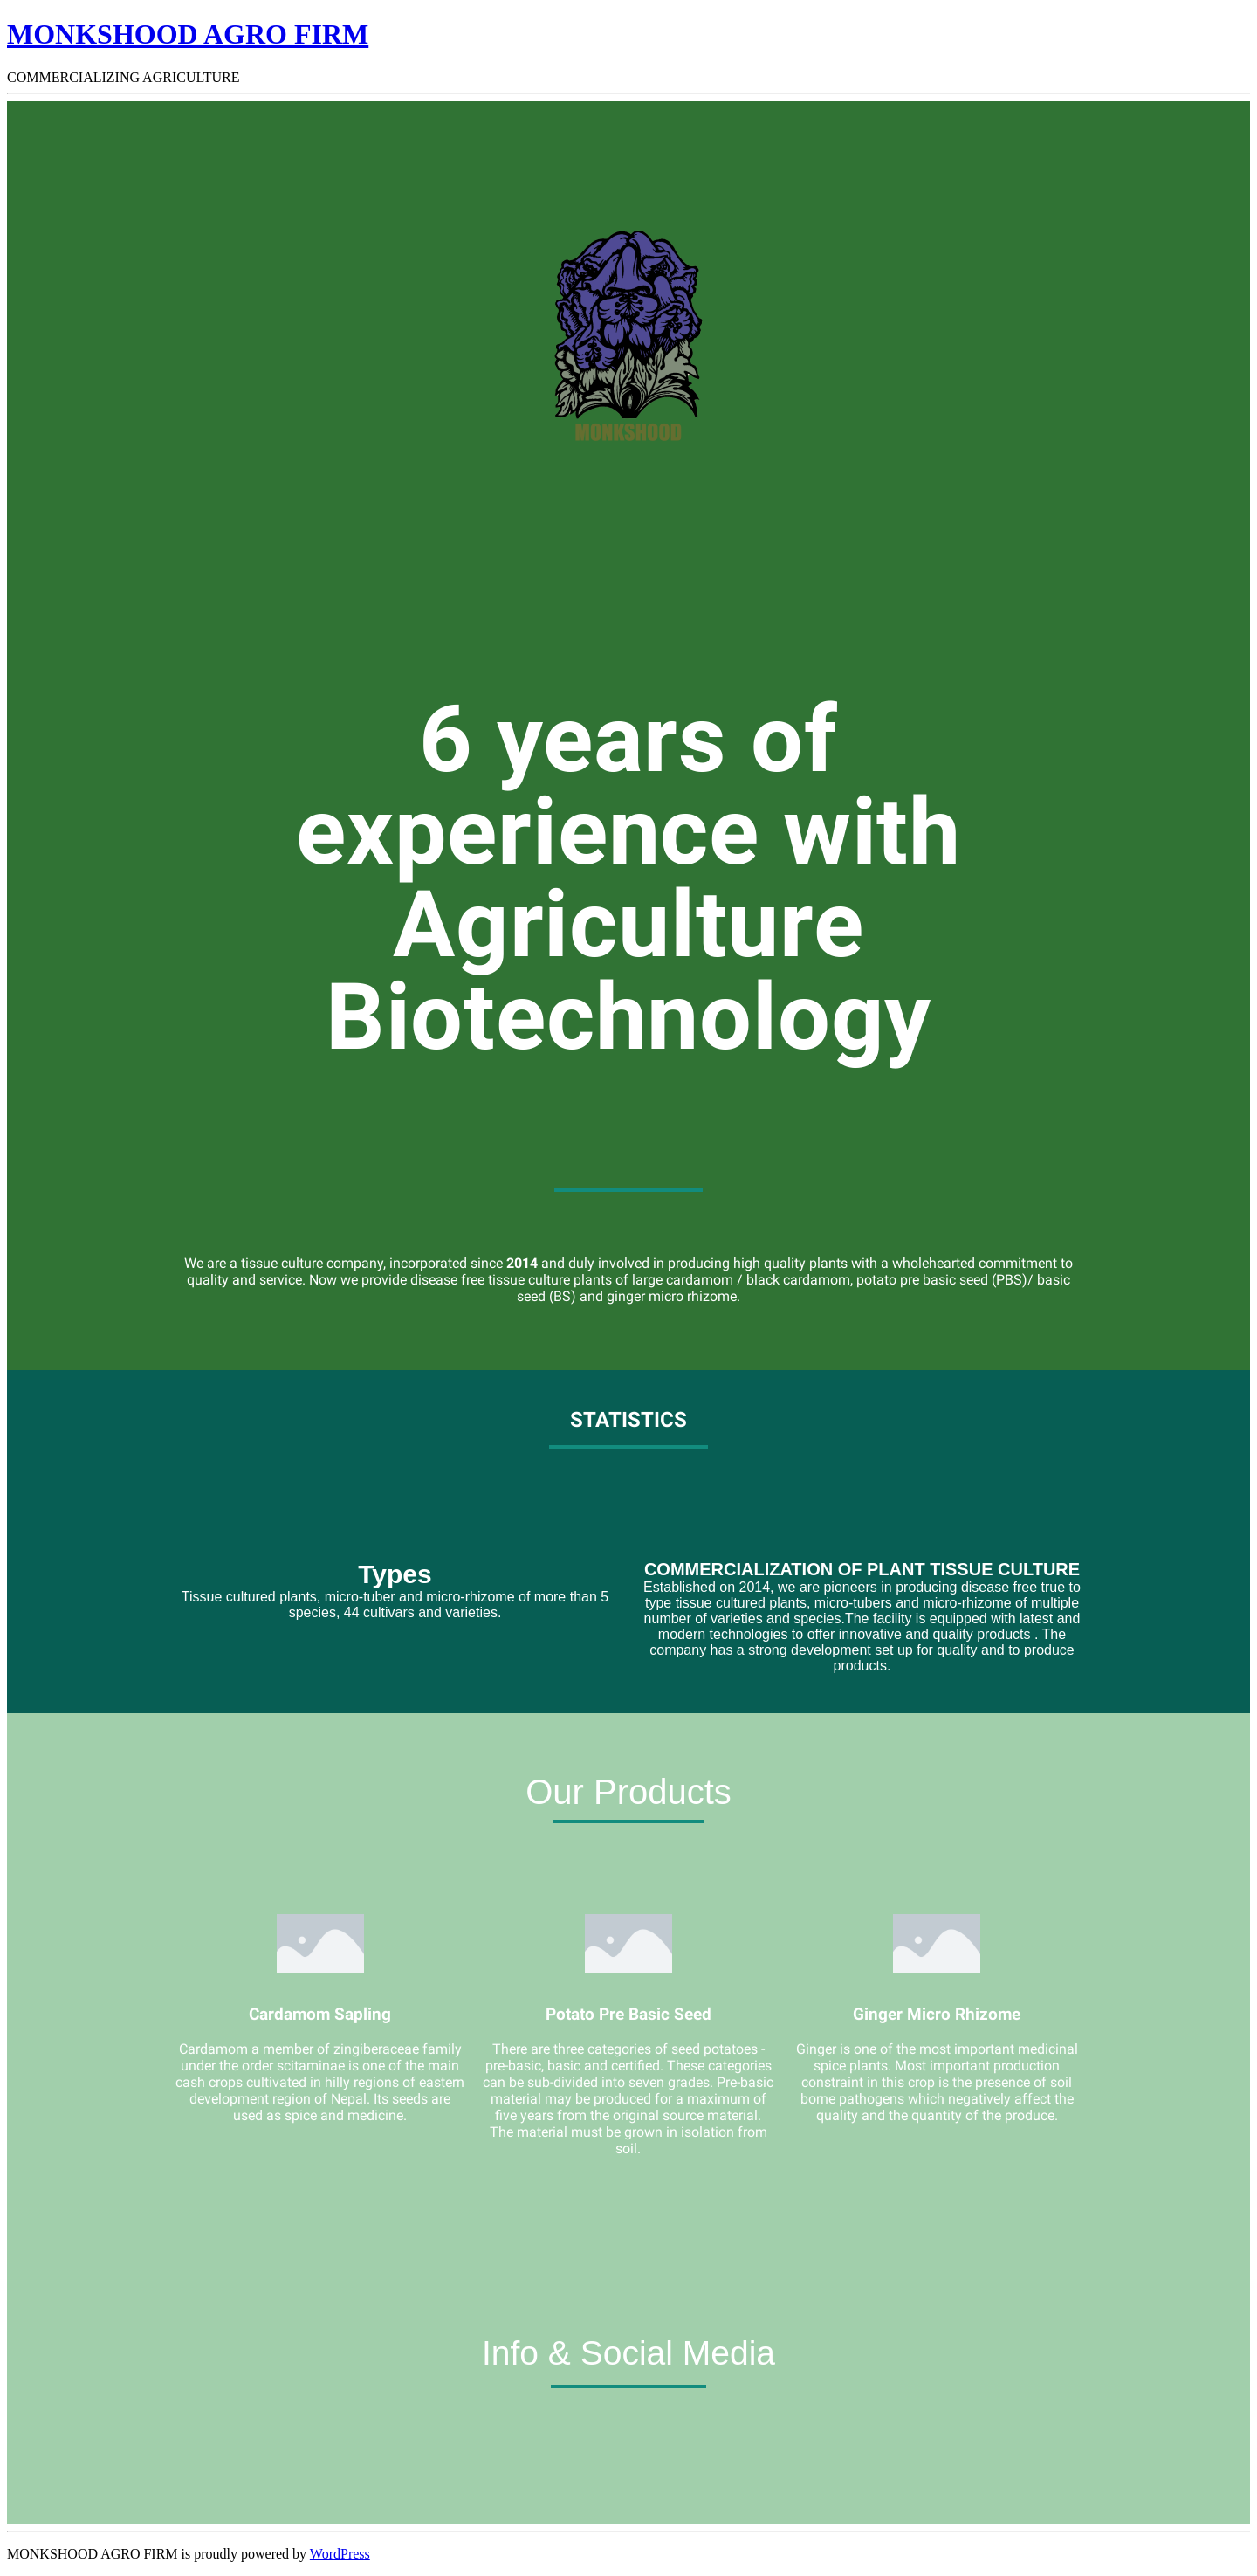 MONKSHOOD AGRO FIRM
COMMERCIALIZING AGRICULTURE
MONKSHOOD
6 years of
experience with
Agriculture
Biotechnology
We are a tissue culture company, incorporated since 2014 and duly involved in producing high quality plants with a wholehearted commitment to
quality and service. Now we provide disease free tissue culture plants of large cardamom / black cardamom, potato pre basic seed (PBS)/ basic
seed (BS) and ginger micro rhizome.
STATISTICS
Types
Tissue cultured plants, micro-tuber and micro-rhizome of more than 5
species, 44 cultivars and varieties.
COMMERCIALIZATION OF PLANT TISSUE CULTURE
Established on 2014, we are pioneers in producing disease free true to
type tissue cultured plants, micro-tubers and micro-rhizome of multiple
number of varieties and species.The facility is equipped with latest and
modern technologies to offer innovative and quality products . The
company has a strong development set up for quality and to produce
products.
Our Products
Cardamom Sapling
Cardamom a member of zingiberaceae family
under the order scitaminae is one of the main
cash crops cultivated in hilly regions of eastern
development region of Nepal. Its seeds are
used as spice and medicine.
Potato Pre Basic Seed
There are three categories of seed potatoes -
pre-basic, basic and certified. These categories
can be sub-divided into seven grades. Pre-basic
material may be produced for a maximum of
five years from the original source material.
The material must be grown in isolation from
soil.
Ginger Micro Rhizome
Ginger is one of the most important medicinal
spice plants. Most important production
constraint in this crop is the presence of soil
borne pathogens which negatively affect the
quality and the quantity of the produce.
Info & Social Media
MONKSHOOD AGRO FIRM is proudly powered by WordPress